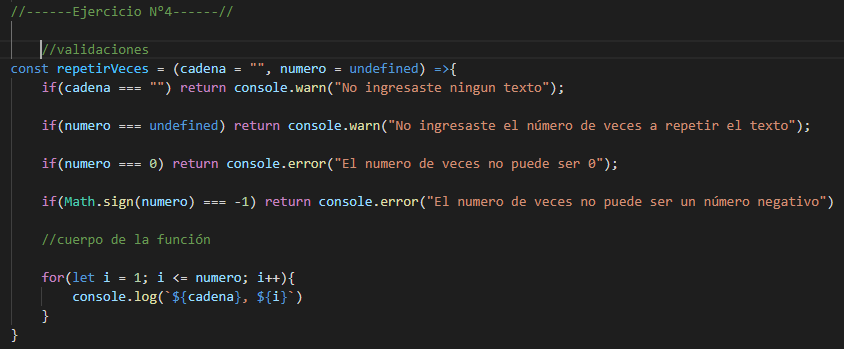 //------Ejercicio N°4------//
//validaciones
const repetirVeces = (cadena = "", numero = undefined) =>{
if(cadena === "") return console.warn("No ingresaste ningun texto");
if(numero === undefined) return console.warn("No ingresaste el número de veces a repetir el texto");
if(numero === 0) return console.error("El numero de veces no puede ser 0");
if(Math.sign(numero) === -1) return console.error("El numero de veces no puede ser un número negativo")
//cuerpo de la función
for(let i = 1; i <= numero; i++){
console.log(`${cadena}, ${i}`)
}
}